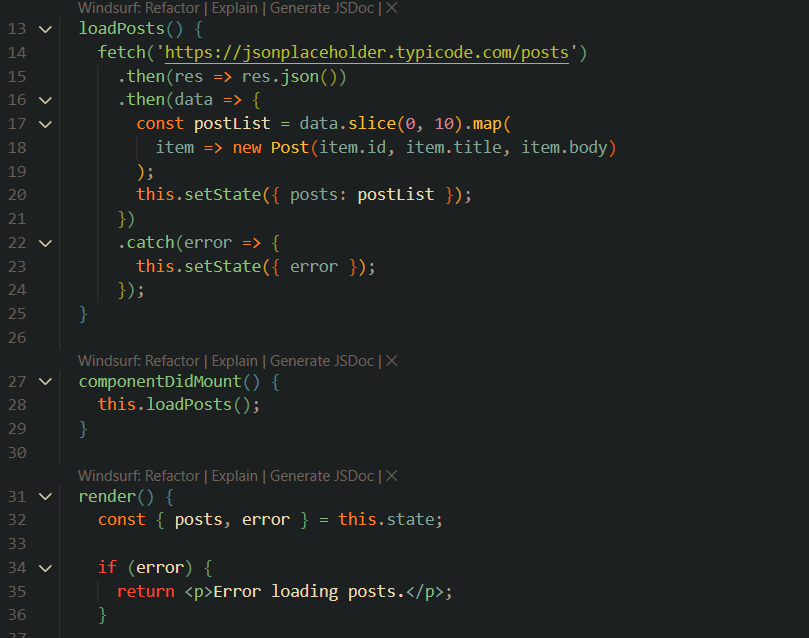 Windsurf: Refactor | Explain | Generate JSDoc | ×
13 loadPosts() {
14 fetch('https://jsonplaceholder.typicode.com/posts')
15 .then(res => res.json())
16 .then(data => {
17 const postList = data.slice(0, 10).map(
18 item => new Post(item.id, item.title, item.body)
19 );
20 this.setState({ posts: postList });
21 })
22 .catch(error => {
23 this.setState({ error });
24 });
25 }
26
Windsurf: Refactor | Explain | Generate JSDoc | ×
27 componentDidMount() {
28 this.loadPosts();
29 }
30
Windsurf: Refactor | Explain | Generate JSDoc | ×
31 render() {
32 const { posts, error } = this.state;
33
34 if (error) {
35 return <p>Error loading posts.</p>;
36 }
37